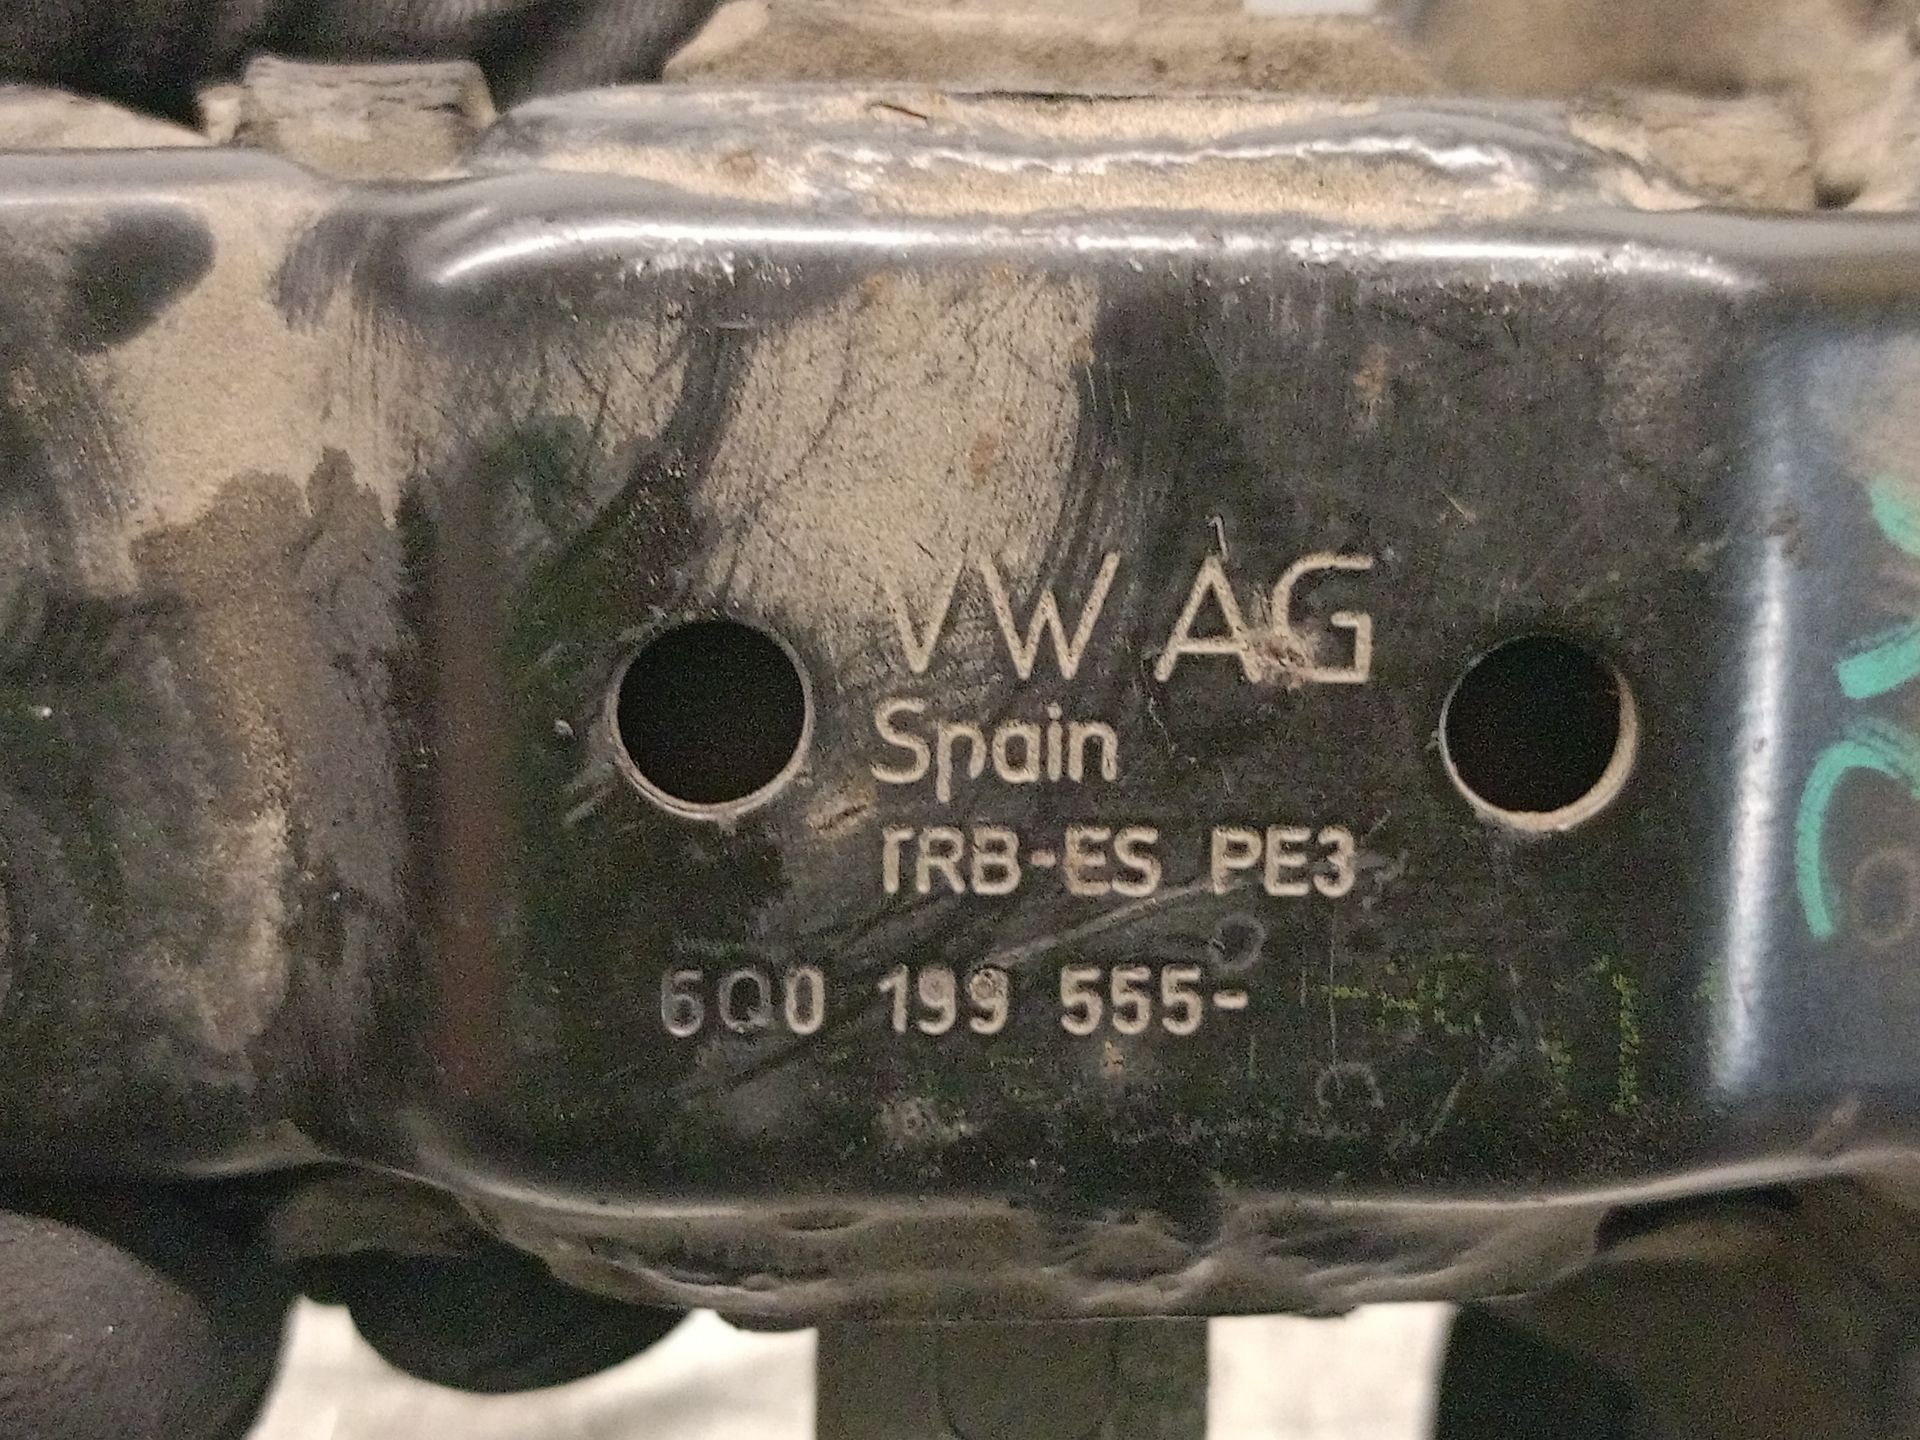 VW AG
Spain
TRB-ES PE3
6Q0 199 555-